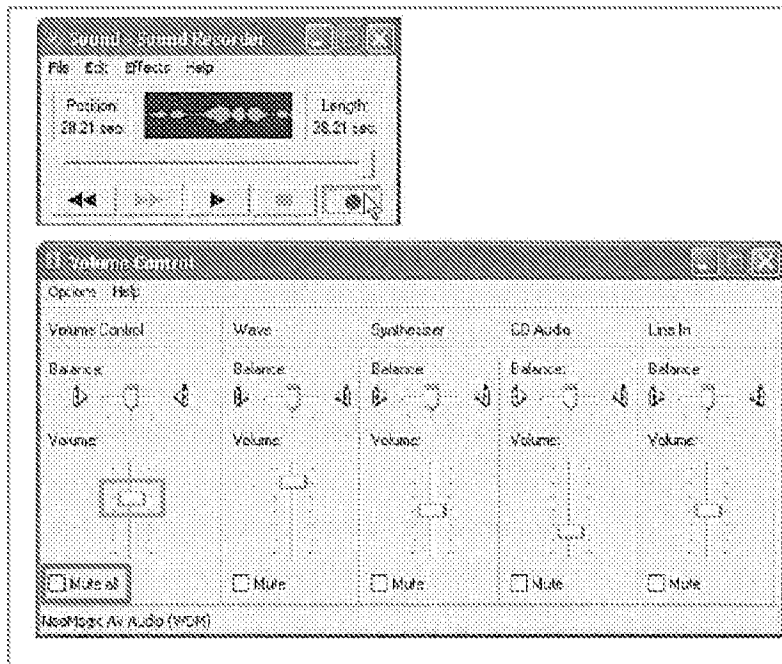 sound - Sound Recorder
File Edit Effects Help
Position: Length:
28.21 sec. 28.21 sec.
Volume Control
Options Help
Volume Control Wave Synthesizer CD Audio Line In
Balance: Balance: Balance: Balance: Balance:
Volume: Volume: Volume: Volume: Volume:
Mute all Mute Mute Mute Mute
NeoMagic AV Audio (WDM)